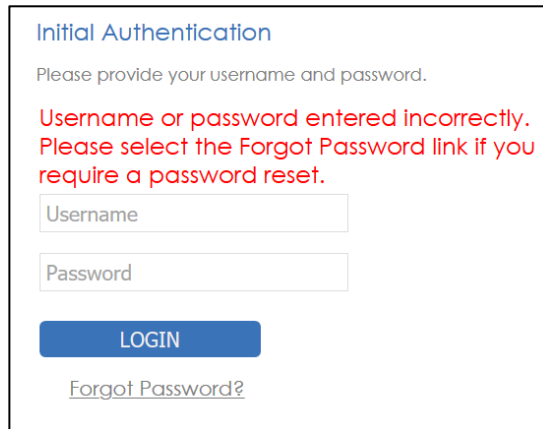 Initial Authentication
Please provide your username and password.
Username or password entered incorrectly.
Please select the Forgot Password link if you
require a password reset.
Username
Password
LOGIN
Forgot Password?